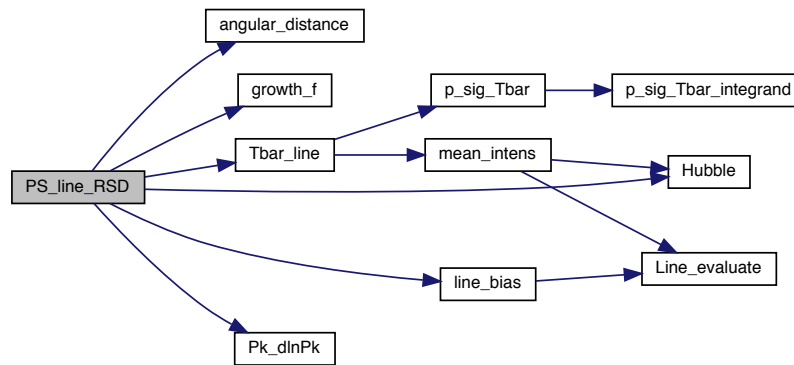 angular_distance
growth_f
p_sig_Tbar
p_sig_Tbar_integrand
Tbar_line
mean_intens
Hubble
PS_line_RSD
Line_evaluate
line_bias
Pk_dlnPk